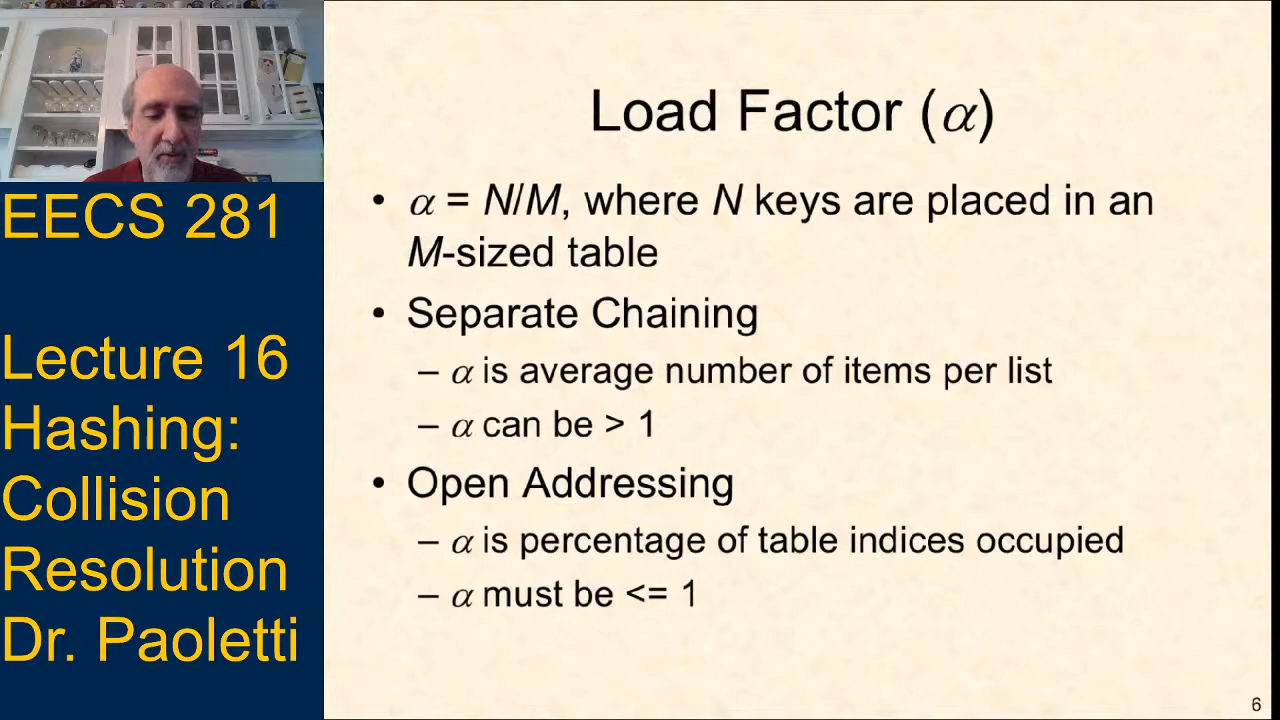 EECS 281
Lecture 16
Hashing:
Collision
Resolution
Dr. Paoletti
Load Factor (α)
• α = N/M, where N keys are placed in an
M-sized table
• Separate Chaining
– α is average number of items per list
– α can be > 1
• Open Addressing
– α is percentage of table indices occupied
– α must be <= 1
6